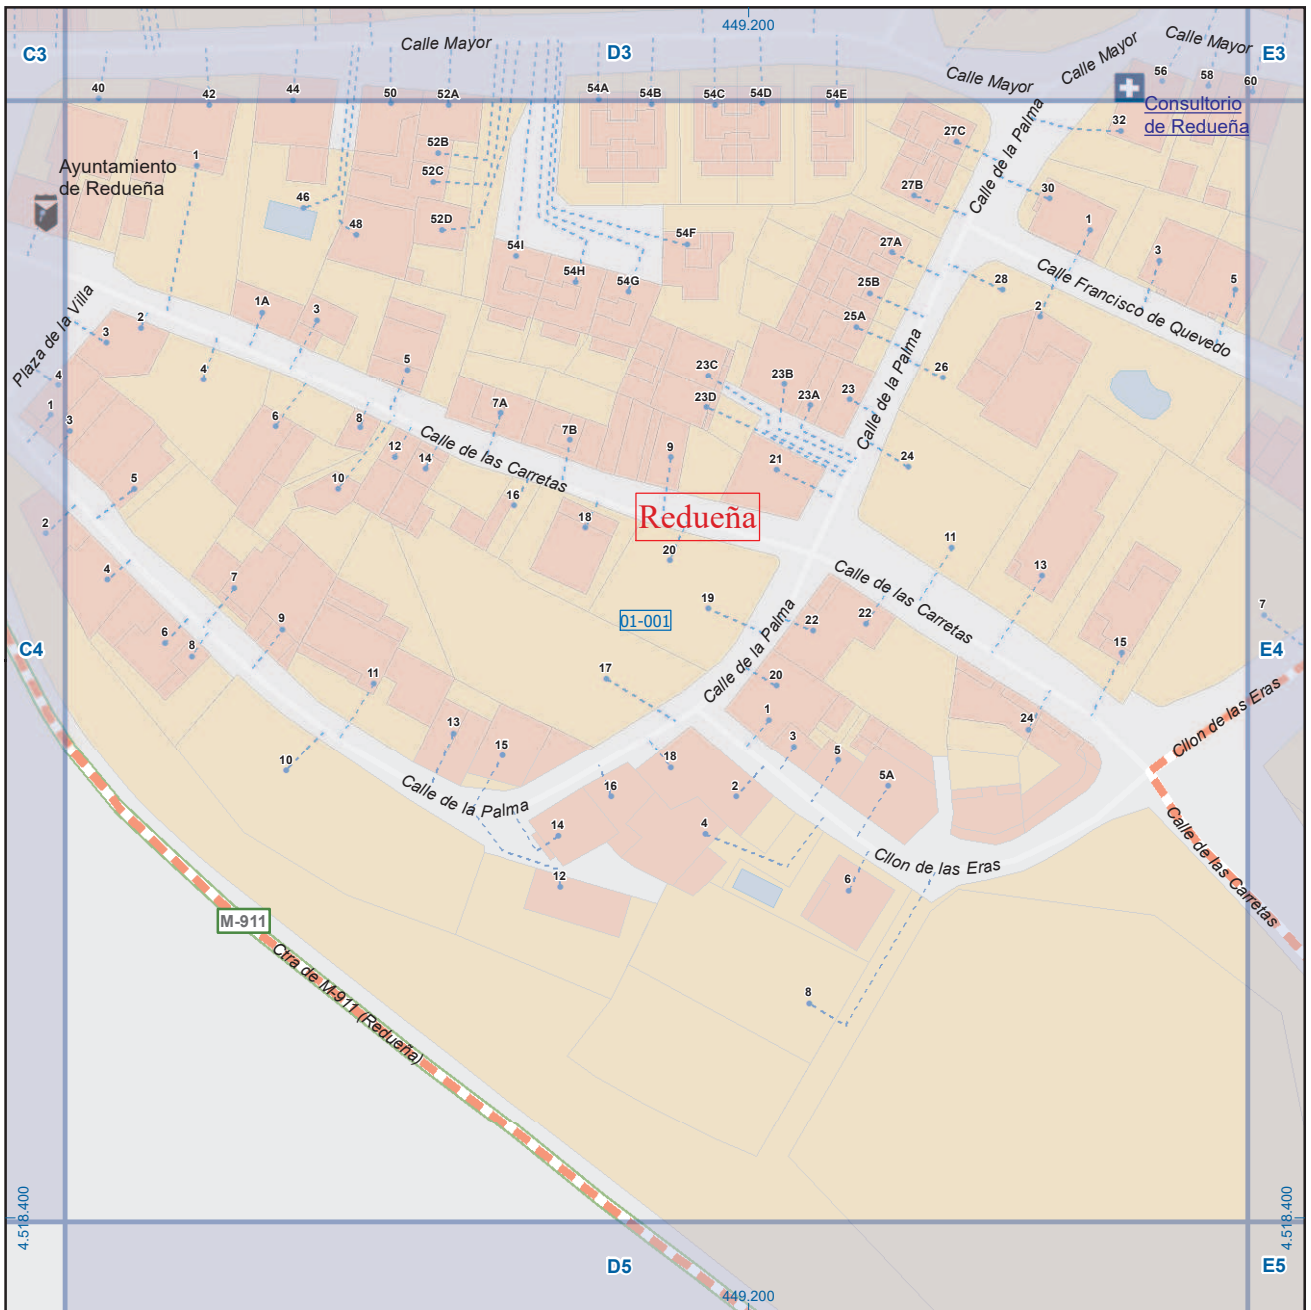 449.200
C3
Calle Mayor
D3
Calle Mayor
Calle Mayor
Calle Mayor
E3
56
58
60
40
42
44
50
52A
54A
54B
54C
54D
54E
Consultorio
de Redueña
32
27C
Calle de la Palma
52B
52C
1
Ayuntamiento
de Redueña
46
48
52D
27B
30
1
54F
54I
54H
54G
27A
3
5
28
Calle Francisco de Quevedo
25B
25A
2
Plaza de la Villa
3
2
1A
3
4
5
4
26
23C
23D
23B
23A
23
Calle de la Palma
1
3
6
8
7A
7B
12
14
Calle de las Carretas
9
21
24
5
10
16
18
2
Redueña
20
11
13
4
7
Calle de las Carretas
19
22
22
7
01-001
6
8
9
15
C4
E4
Calle de la Palma
17
20
11
1
24
Cllon de las Eras
13
15
3
5
5A
10
18
16
2
Calle de la Palma
14
4
Calle de las Carretas
Cllon de las Eras
12
6
M-911
Ctra de M-911 (Redueña)
8
4.518.400
4.518.400
D5
E5
449.200